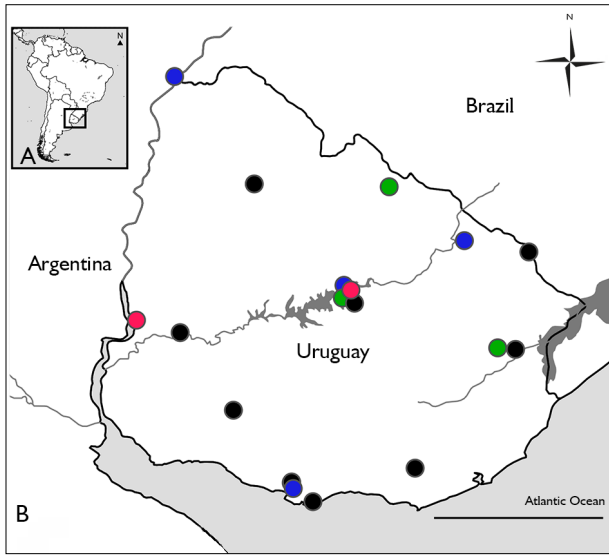 N
N
A
Brazil
Argentina
Uruguay
Atlantic Ocean
B